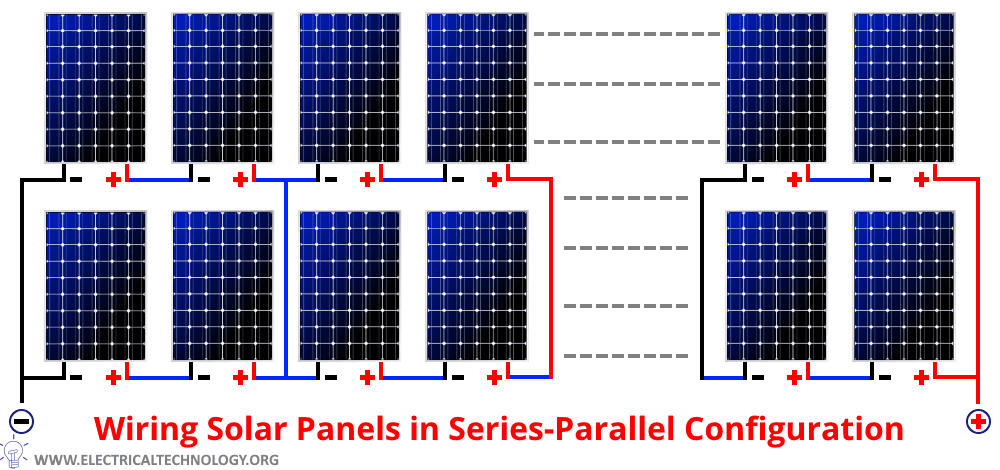 - + - + - + - + - + - +
- + - + - + - + - + - +
- Wiring Solar Panels in Series-Parallel Configuration +
WWW.ELECTRICALTECHNOLOGY.ORG